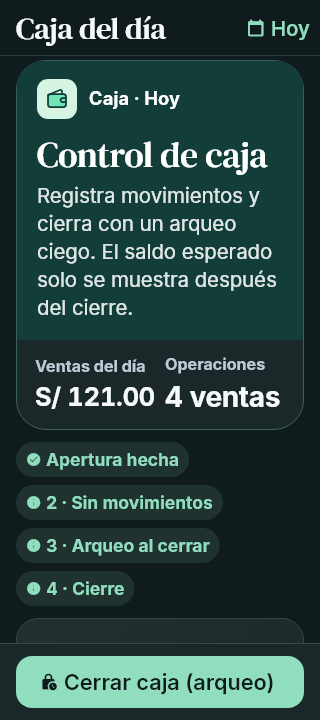 Caja del día
Hoy
Caja · Hoy
Control de caja
Registra movimientos y
cierra con un arqueo
ciego. El saldo esperado
solo se muestra después
del cierre.
Ventas del día
S/ 121.00
Operaciones
4 ventas
Apertura hecha
2 · Sin movimientos
3 · Arqueo al cerrar
4 · Cierre
Cerrar caja (arqueo)